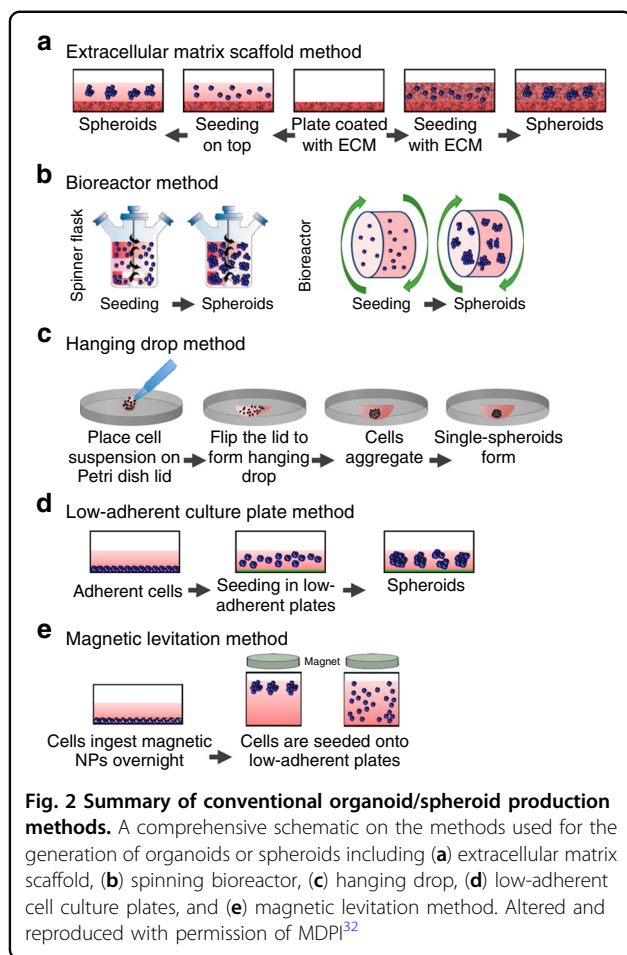 a Extracellular matrix scaffold method
Spheroids Seeding on top Plate coated with ECM Seeding with ECM Spheroids
b Bioreactor method
Spinner flask
Seeding Spheroids
Bioreactor
Seeding Spheroids
c Hanging drop method
Place cell suspension on Petri dish lid
Flip the lid to form hanging drop
Cells aggregate
Single-spheroids form
d Low-adherent culture plate method
Adherent cells
Seeding in low-adherent plates
Spheroids
e Magnetic levitation method
Magnet
Cells ingest magnetic NPs overnight
Cells are seeded onto low-adherent plates
Fig. 2 Summary of conventional organoid/spheroid production
methods. A comprehensive schematic on the methods used for the
generation of organoids or spheroids including (a) extracellular matrix
scaffold, (b) spinning bioreactor, (c) hanging drop, (d) low-adherent
cell culture plates, and (e) magnetic levitation method. Altered and
reproduced with permission of MDPI32